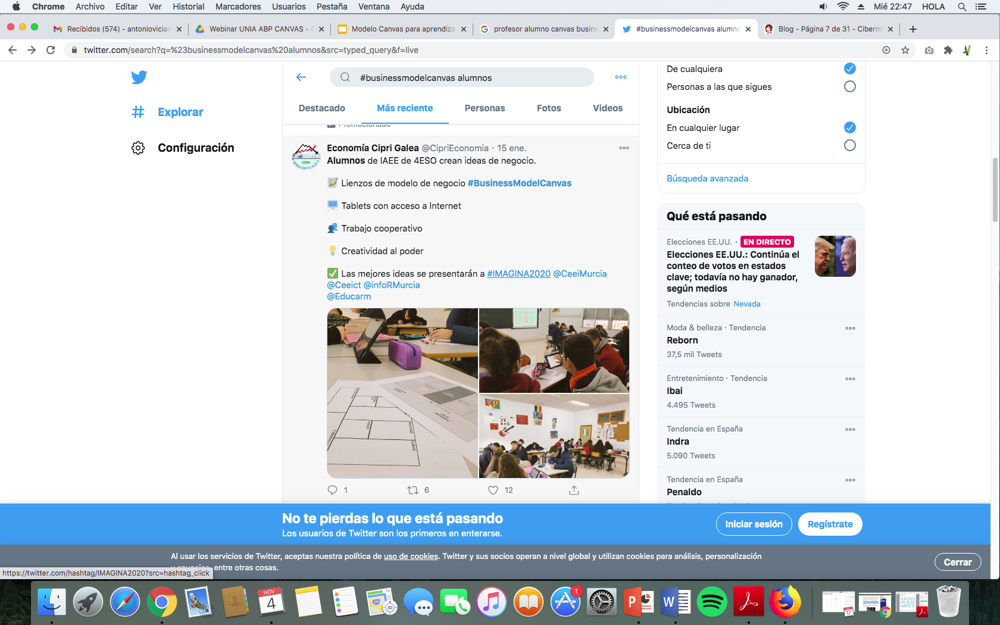 Chrome Archivo Editar Ver Historial Marcadores Usuarios Pestaña Ventana Ayuda Mié 22:47 HOLA
Recibidos (574) - antoniovician
Webinar UNIA ABP CANVAS -
Modelo Canvas para aprendiza
profesor alumno canvas busine
#businessmodelcanvas alumno
Blog - Página 7 de 31 - Ciberm
twitter.com/search?q=%23businessmodelcanvas%20alumnos&src=typed_query&f=live
Explorar
Configuración
#businessmodelcanvas alumnos
Destacado Más reciente Personas Fotos Videos
Promocionado
Economía Cipri Galea @CipriEconomia · 15 ene.
Alumnos de IAEE de 4ESO crean ideas de negocio.
Lienzos de modelo de negocio #BusinessModelCanvas
Tablets con acceso a Internet
Trabajo cooperativo
Creatividad al poder
Las mejores ideas se presentarán a #IMAGINA2020 @CeeiMurcia
@Ceeict @infoRMurcia
@Educarm
1 6 12
De cualquiera
Personas a las que sigues
Ubicación
En cualquier lugar
Cerca de ti
Búsqueda avanzada
Qué está pasando
Elecciones EE.UU. · EN DIRECTO
Elecciones EE.UU.: Continúa el
conteo de votos en estados
clave; todavía no hay ganador,
según medios
Tendencias sobre Nevada
Moda & belleza · Tendencia
Reborn
37,5 mil Tweets
Entretenimiento · Tendencia
Ibai
4.495 Tweets
Tendencia en España
Indra
5.090 Tweets
Tendencia en España
Penaldo
No te pierdas lo que está pasando
Los usuarios de Twitter son los primeros en enterarse.
Iniciar sesión
Regístrate
Al usar los servicios de Twitter, aceptas nuestra política de uso de cookies. Twitter y sus socios operan a nivel global y utilizan cookies para análisis, personalización
entre otras cosas.
Cerrar
https://twitter.com/hashtag/IMAGINA2020?src=hashtag_click
NOV
4
3D
1
P
W
17